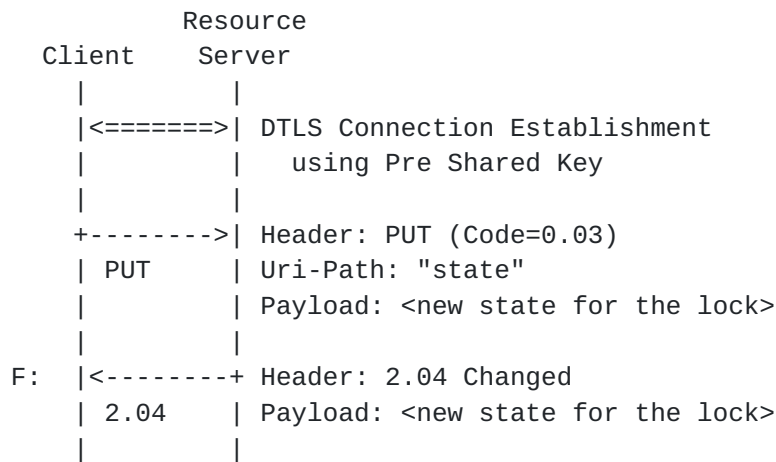 Resource
  Client    Server
    |         |
    |<=======>| DTLS Connection Establishment
    |         |   using Pre Shared Key
    |         |
    +-------->| Header: PUT (Code=0.03)
    | PUT     | Uri-Path: "state"
    |         | Payload: <new state for the lock>
    |         |
F:  |<--------+ Header: 2.04 Changed
    | 2.04    | Payload: <new state for the lock>
    |         |